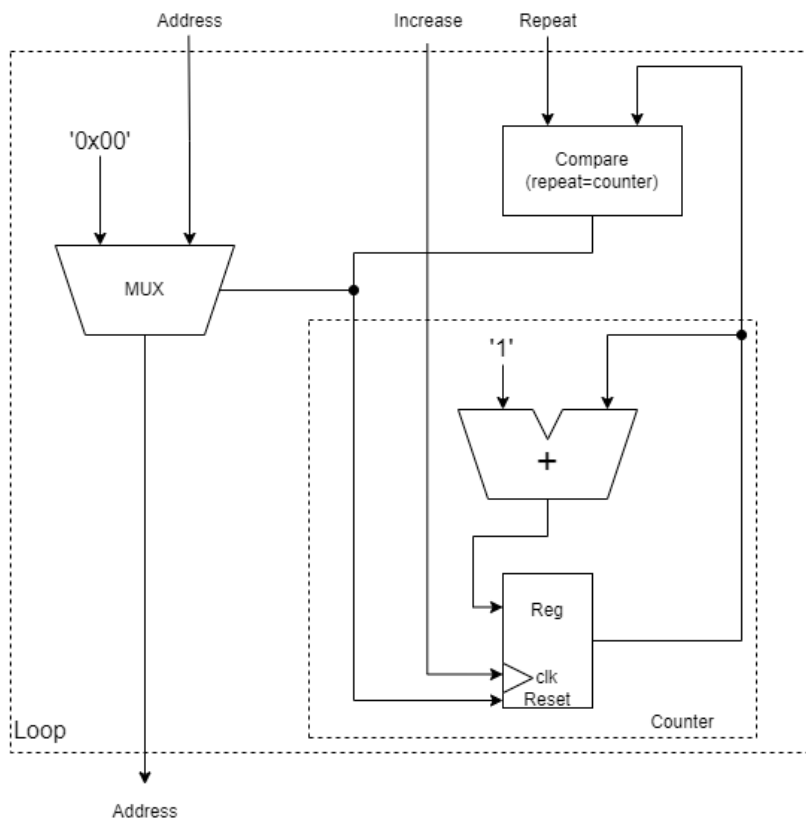 Address
Increase
Repeat
'0x00'
Compare
(repeat=counter)
MUX
'1'
+
Reg
clk
Reset
Counter
Loop
Address